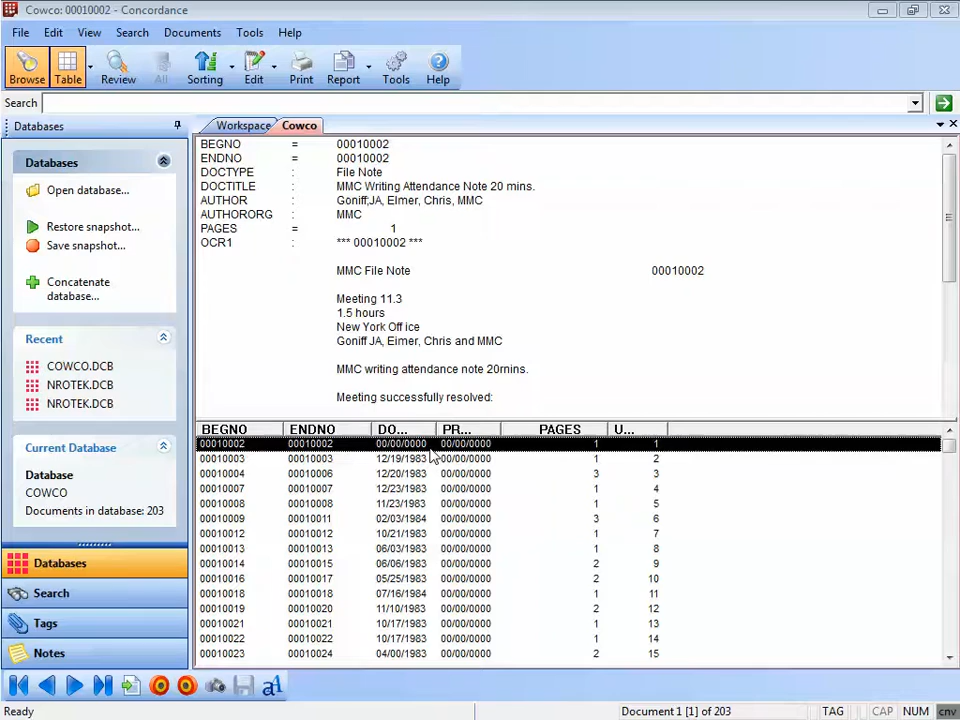 Cowco: 00010002 - Concordance
File Edit View Search Documents Tools Help
Browse Table Review All Sorting Edit Print Report Tools Help
Search
Databases
Workspace Cowco
Databases
Open database...
Restore snapshot...
Save snapshot...
Concatenate
database...
Recent
COWCO.DCB
NROTEK.DCB
NROTEK.DCB
Current Database
Database
COWCO
Documents in database: 203
Databases
Search
Tags
Notes
BEGNO = 00010002
ENDNO = 00010002
DOCTYPE : File Note
DOCTITLE : MMC Writing Attendance Note 20 mins.
AUTHOR : Goniff,JA, Elmer, Chris, MMC
AUTHORORG : MMC
PAGES = 1
OCR1 : *** 00010002 ***
MMC File Note 00010002
Meeting 11.3
1.5 hours
New York Off ice
Goniff JA, Eimer, Chris and MMC
MMC writing attendance note 20rnins.
Meeting successfully resolved:
BEGNO ENDNO DO... PR... PAGES U...
00010002 00010002 00/00/0000 00/00/0000 1 1
00010003 00010003 12/19/1983 00/00/0000 1 2
00010004 00010006 12/20/1983 00/00/0000 3 3
00010007 00010007 12/23/1983 00/00/0000 1 4
00010008 00010008 11/23/1983 00/00/0000 1 5
00010009 00010011 02/03/1984 00/00/0000 3 6
00010012 00010012 10/21/1983 00/00/0000 1 7
00010013 00010013 06/03/1983 00/00/0000 1 8
00010014 00010015 06/06/1983 00/00/0000 2 9
00010016 00010017 05/25/1983 00/00/0000 2 10
00010018 00010018 07/16/1984 00/00/0000 1 11
00010019 00010020 11/10/1983 00/00/0000 2 12
00010021 00010021 10/17/1983 00/00/0000 1 13
00010022 00010022 10/17/1983 00/00/0000 1 14
00010023 00010024 04/00/1983 00/00/0000 2 15
Ready Document 1 [1] of 203 TAG CAP NUM cnv